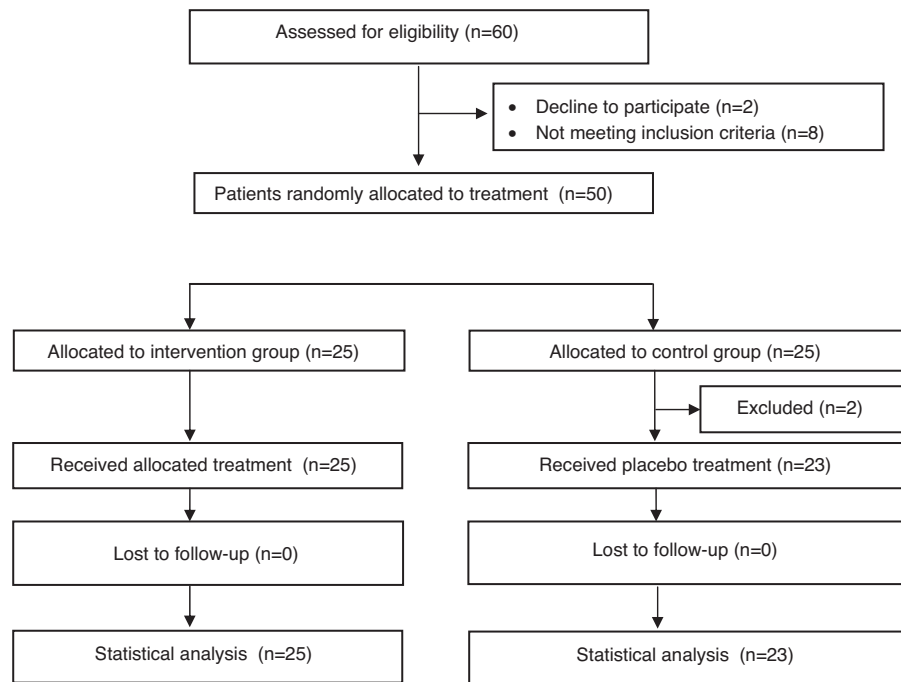 Assessed for eligibility (n=60)
• Decline to participate (n=2)
• Not meeting inclusion criteria (n=8)
Patients randomly allocated to treatment (n=50)
Allocated to intervention group (n=25)
Allocated to control group (n=25)
Excluded (n=2)
Received allocated treatment (n=25)
Received placebo treatment (n=23)
Lost to follow-up (n=0)
Lost to follow-up (n=0)
Statistical analysis (n=25)
Statistical analysis (n=23)